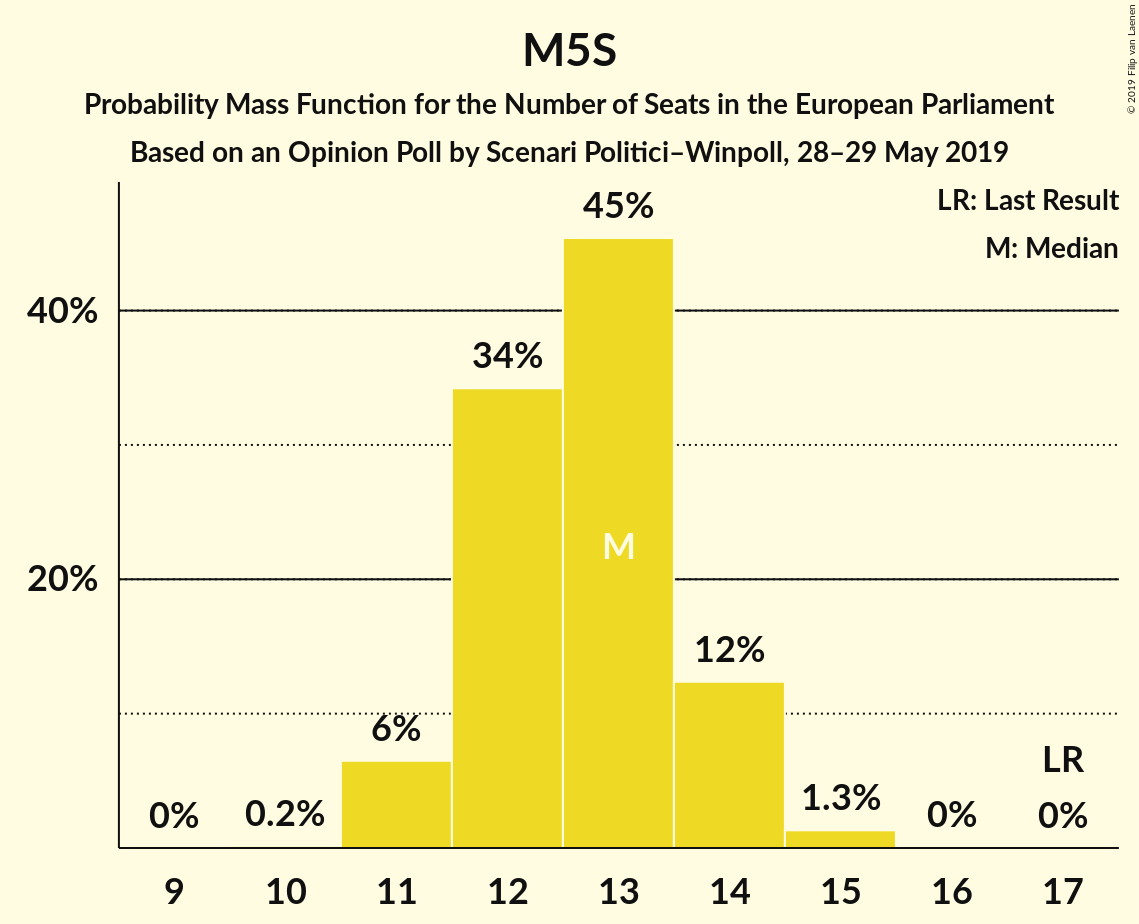 M5S
Probability Mass Function for the Number of Seats in the European Parliament
Based on an Opinion Poll by Scenari Politici–Winpoll, 28–29 May 2019
© 2019 Filip van Laenen
LR: Last Result
M: Median
45%
40%
34%
M
20%
12%
6%
LR
0%
0.2%
1.3%
0%
0%
9 10 11 12 13 14 15 16 17